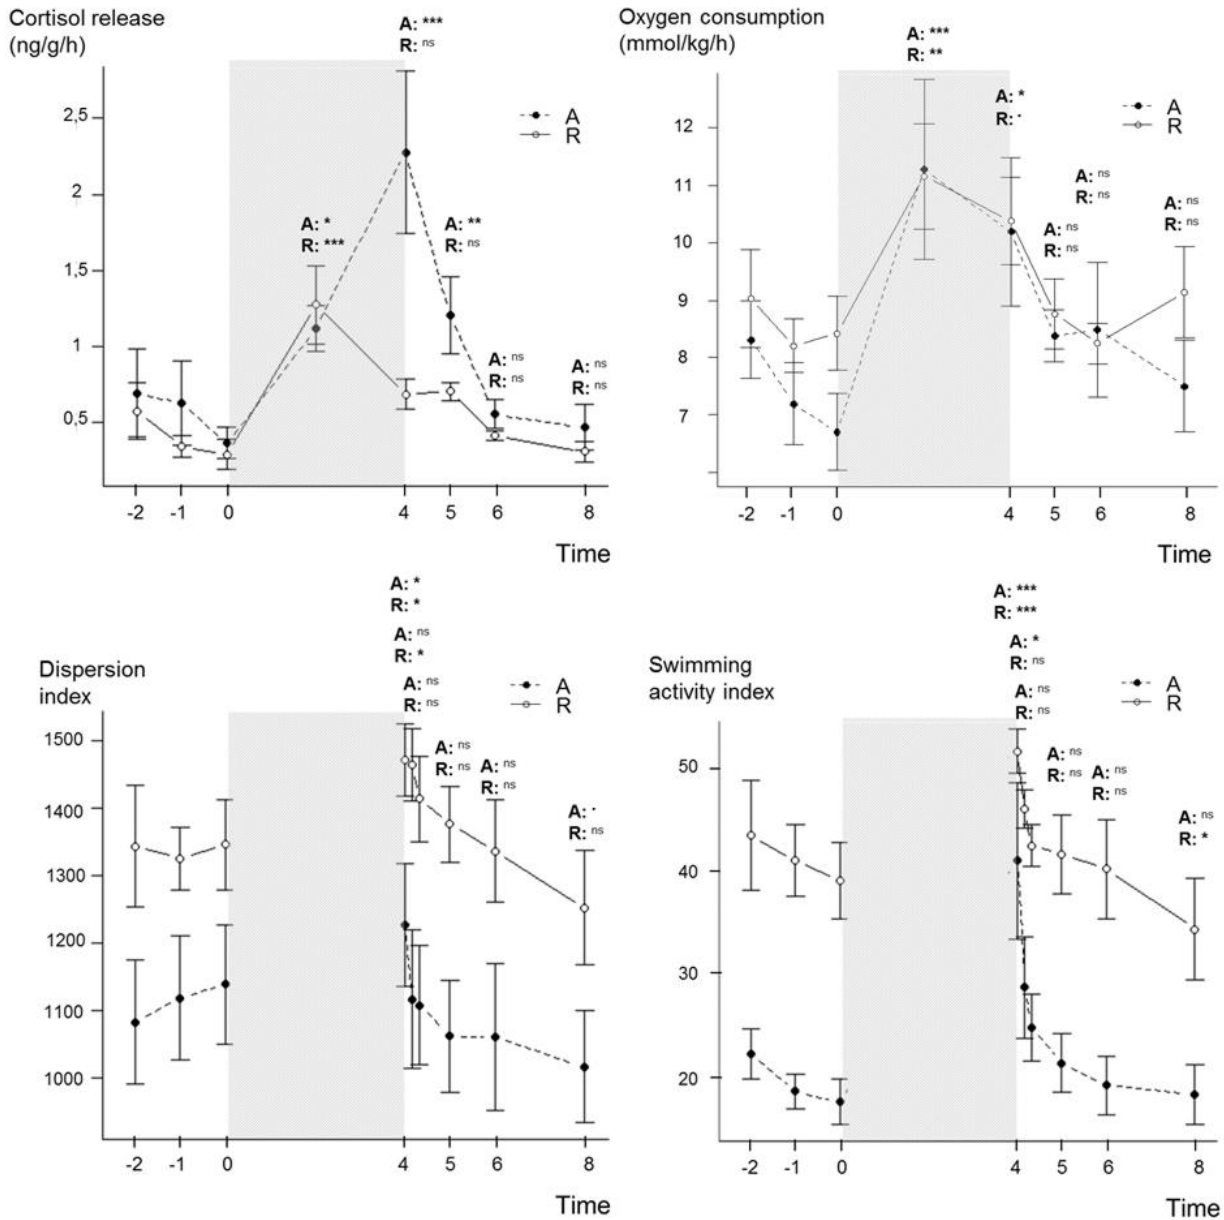 Cortisol release
(ng/g/h)
A: ***
R: ns
2,5
2
1,5
1
0,5
A
R
A: *
R: ***
A: **
R: ns
A: ns
R: ns
A: ns
R: ns
-2 -1 0 4 5 6 8
Time
Oxygen consumption
(mmol/kg/h)
A: ***
R: **
A: *
R: ·
A
R
12
11
10
9
8
7
A: ns
R: ns
A: ns
R: ns
A: ns
R: ns
-2 -1 0 4 5 6 8
Time
Dispersion
index
A: *
R: *
A: ns
R: *
A: ns
R: ns
A
R
1500
1400
1300
1200
1100
1000
A: ns
R: ns
A: ns
R: ns
A: ·
R: ns
-2 -1 0 4 5 6 8
Time
Swimming
activity index
A: ***
R: ***
A: *
R: ns
A: ns
R: ns
A
R
50
40
30
20
A: ns
R: ns
A: ns
R: ns
A: ns
R: *
-2 -1 0 4 5 6 8
Time